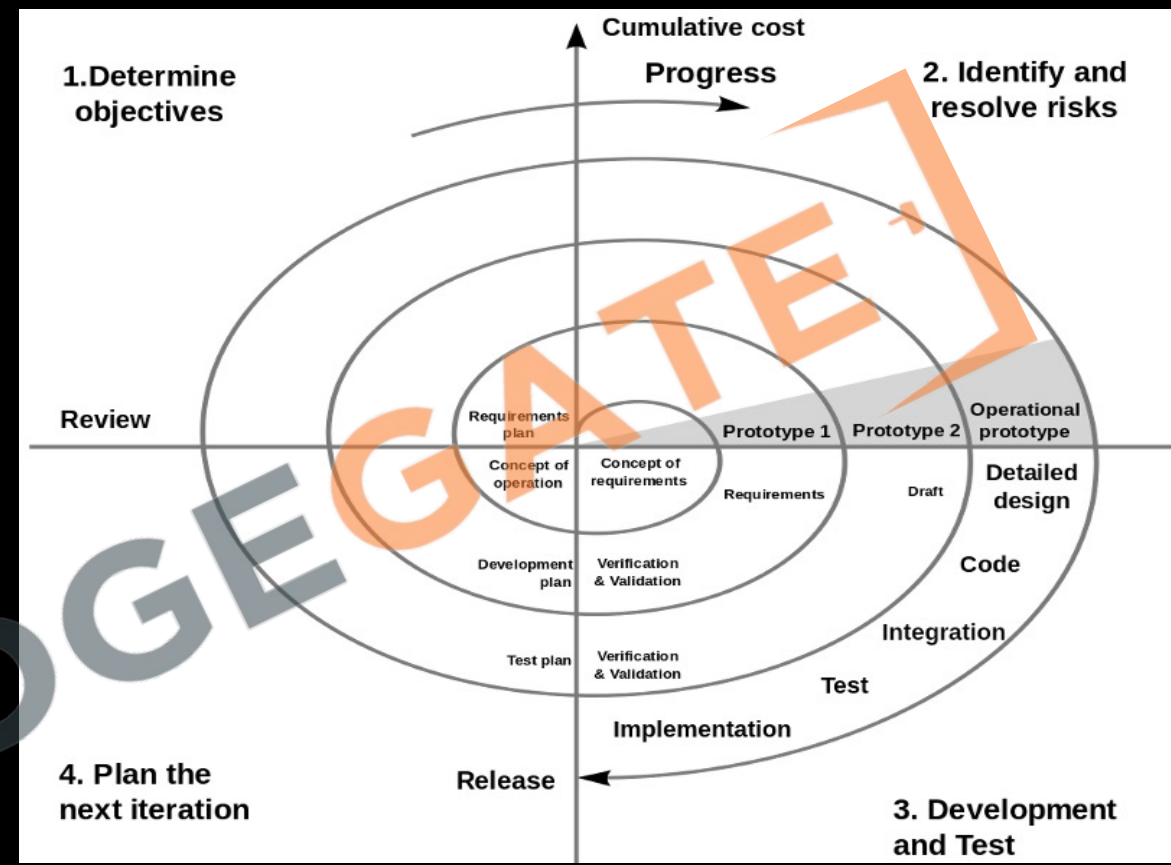 Cumulative cost
Progress
1.Determine
objectives
2. Identify and
resolve risks
Review
Requirements
plan
Prototype 1
Prototype 2
Operational
prototype
Concept of
operation
Concept of
requirements
Requirements
Draft
Detailed
design
Development
plan
Verification
& Validation
Code
Integration
Test plan
Verification
& Validation
Test
Implementation
Release
4. Plan the
next iteration
3. Development
and Test
DGEGATE